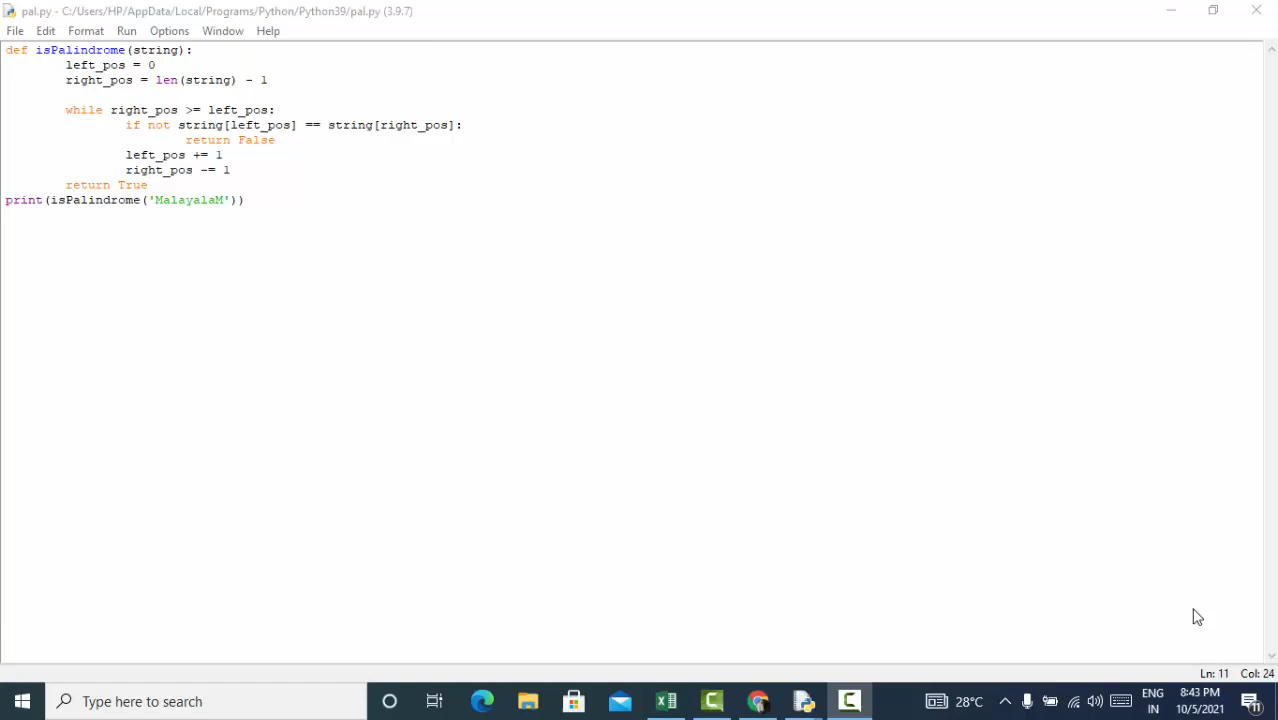 pal.py - C:/Users/HP/AppData/Local/Programs/Python/Python39/pal.py (3.9.7)
File Edit Format Run Options Window Help
def isPalindrome(string):
        left_pos = 0
        right_pos = len(string) - 1

        while right_pos >= left_pos:
                if not string[left_pos] == string[right_pos]:
                        return False
                left_pos += 1
                right_pos -= 1
        return True
print(isPalindrome('MalayalaM'))
Ln: 11 Col: 24
Type here to search
28°C
ENG
IN
8:43 PM
10/5/2021
11